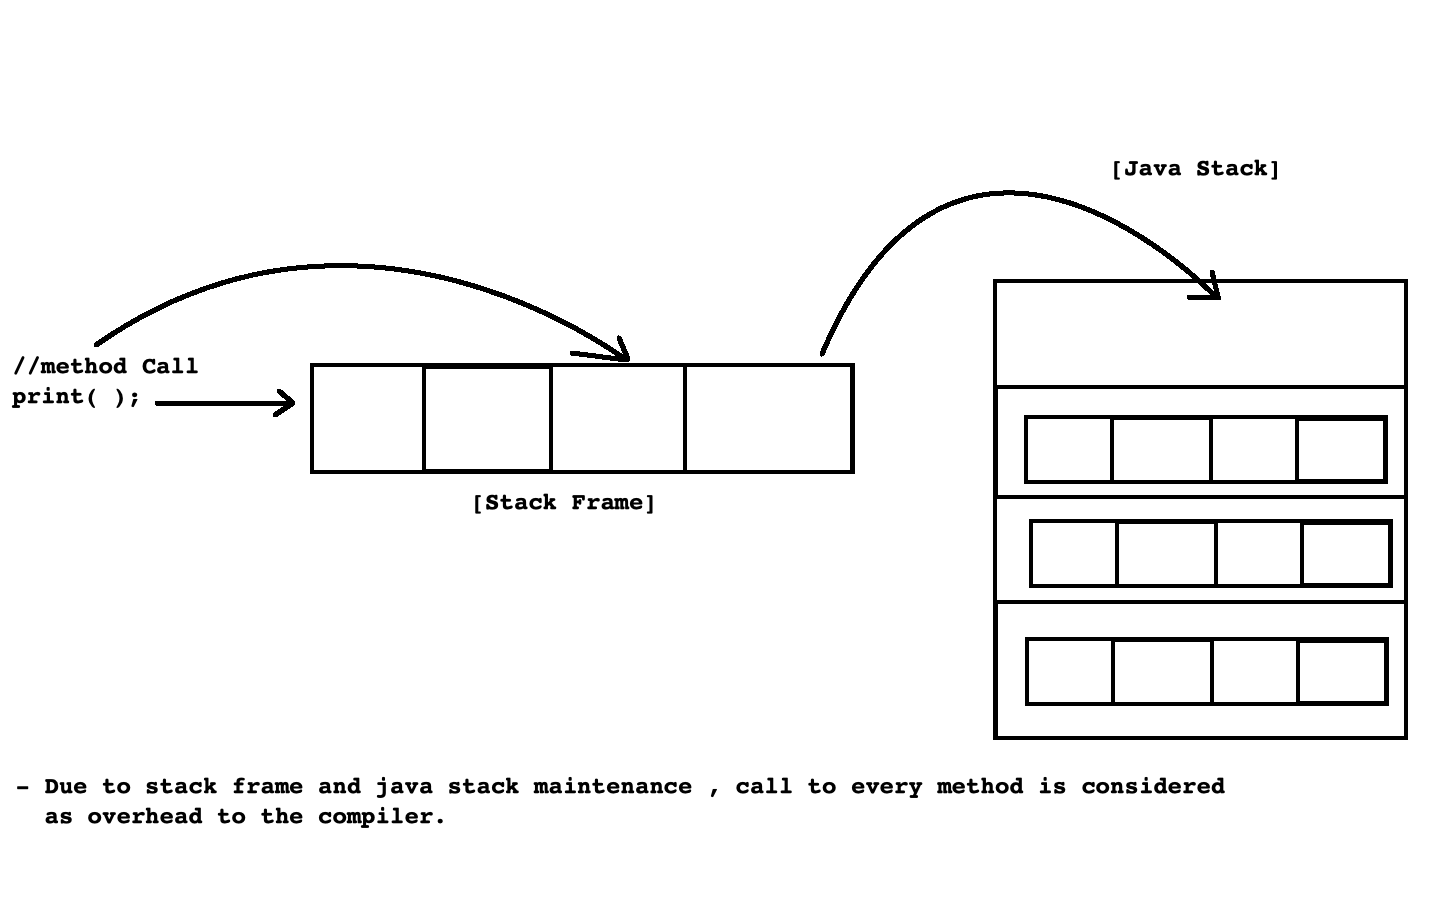 [Java Stack]
//method Call
print( );
[Stack Frame]
- Due to stack frame and java stack maintenance , call to every method is considered
as overhead to the compiler.